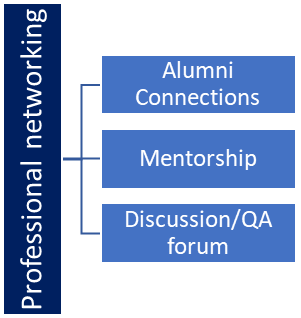 Professional networking
Alumni
Connections
Mentorship
Discussion/QA
forum